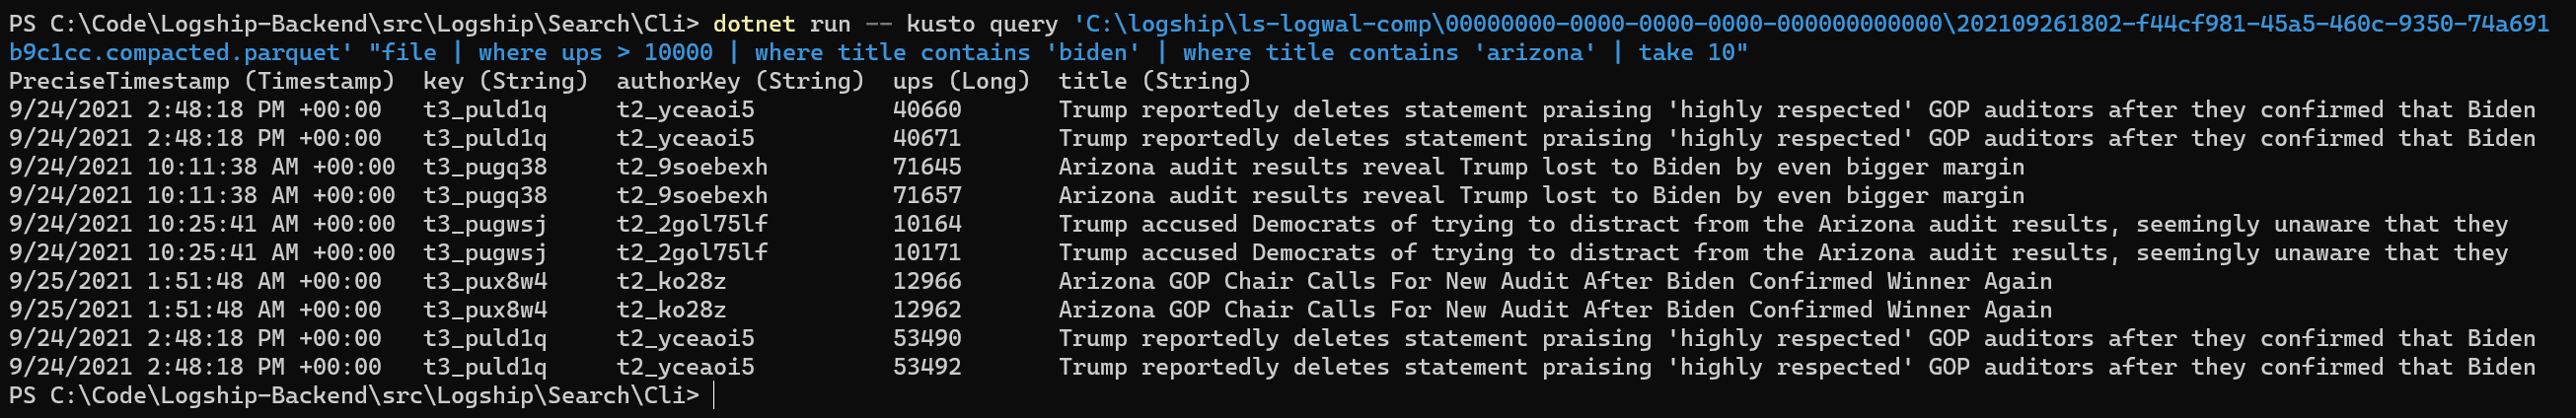 PS C:\Code\Logship-Backend\src\Logship\Search\Cli> dotnet run -- kusto query 'C:\logship\ls-logwal-comp\00000000-0000-0000-0000-000000000000\202109261802-f44cf981-45a5-460c-9350-74a691
b9c1cc.compacted.parquet' "file | where ups > 10000 | where title contains 'biden' | where title contains 'arizona' | take 10"
PreciseTimestamp (Timestamp)  key (String)  authorKey (String)  ups (Long)  title (String)
9/24/2021 2:48:18 PM +00:00   t3_puld1q     t2_yceaoi5          40660       Trump reportedly deletes statement praising 'highly respected' GOP auditors after they confirmed that Biden
9/24/2021 2:48:18 PM +00:00   t3_puld1q     t2_yceaoi5          40671       Trump reportedly deletes statement praising 'highly respected' GOP auditors after they confirmed that Biden
9/24/2021 10:11:38 AM +00:00  t3_pugq38     t2_9soebexh         71645       Arizona audit results reveal Trump lost to Biden by even bigger margin
9/24/2021 10:11:38 AM +00:00  t3_pugq38     t2_9soebexh         71657       Arizona audit results reveal Trump lost to Biden by even bigger margin
9/24/2021 10:25:41 AM +00:00  t3_pugwsj     t2_2gol75lf         10164       Trump accused Democrats of trying to distract from the Arizona audit results, seemingly unaware that they
9/24/2021 10:25:41 AM +00:00  t3_pugwsj     t2_2gol75lf         10171       Trump accused Democrats of trying to distract from the Arizona audit results, seemingly unaware that they
9/25/2021 1:51:48 AM +00:00   t3_pux8w4     t2_ko28z            12966       Arizona GOP Chair Calls For New Audit After Biden Confirmed Winner Again
9/25/2021 1:51:48 AM +00:00   t3_pux8w4     t2_ko28z            12962       Arizona GOP Chair Calls For New Audit After Biden Confirmed Winner Again
9/24/2021 2:48:18 PM +00:00   t3_puld1q     t2_yceaoi5          53490       Trump reportedly deletes statement praising 'highly respected' GOP auditors after they confirmed that Biden
9/24/2021 2:48:18 PM +00:00   t3_puld1q     t2_yceaoi5          53492       Trump reportedly deletes statement praising 'highly respected' GOP auditors after they confirmed that Biden
PS C:\Code\Logship-Backend\src\Logship\Search\Cli>